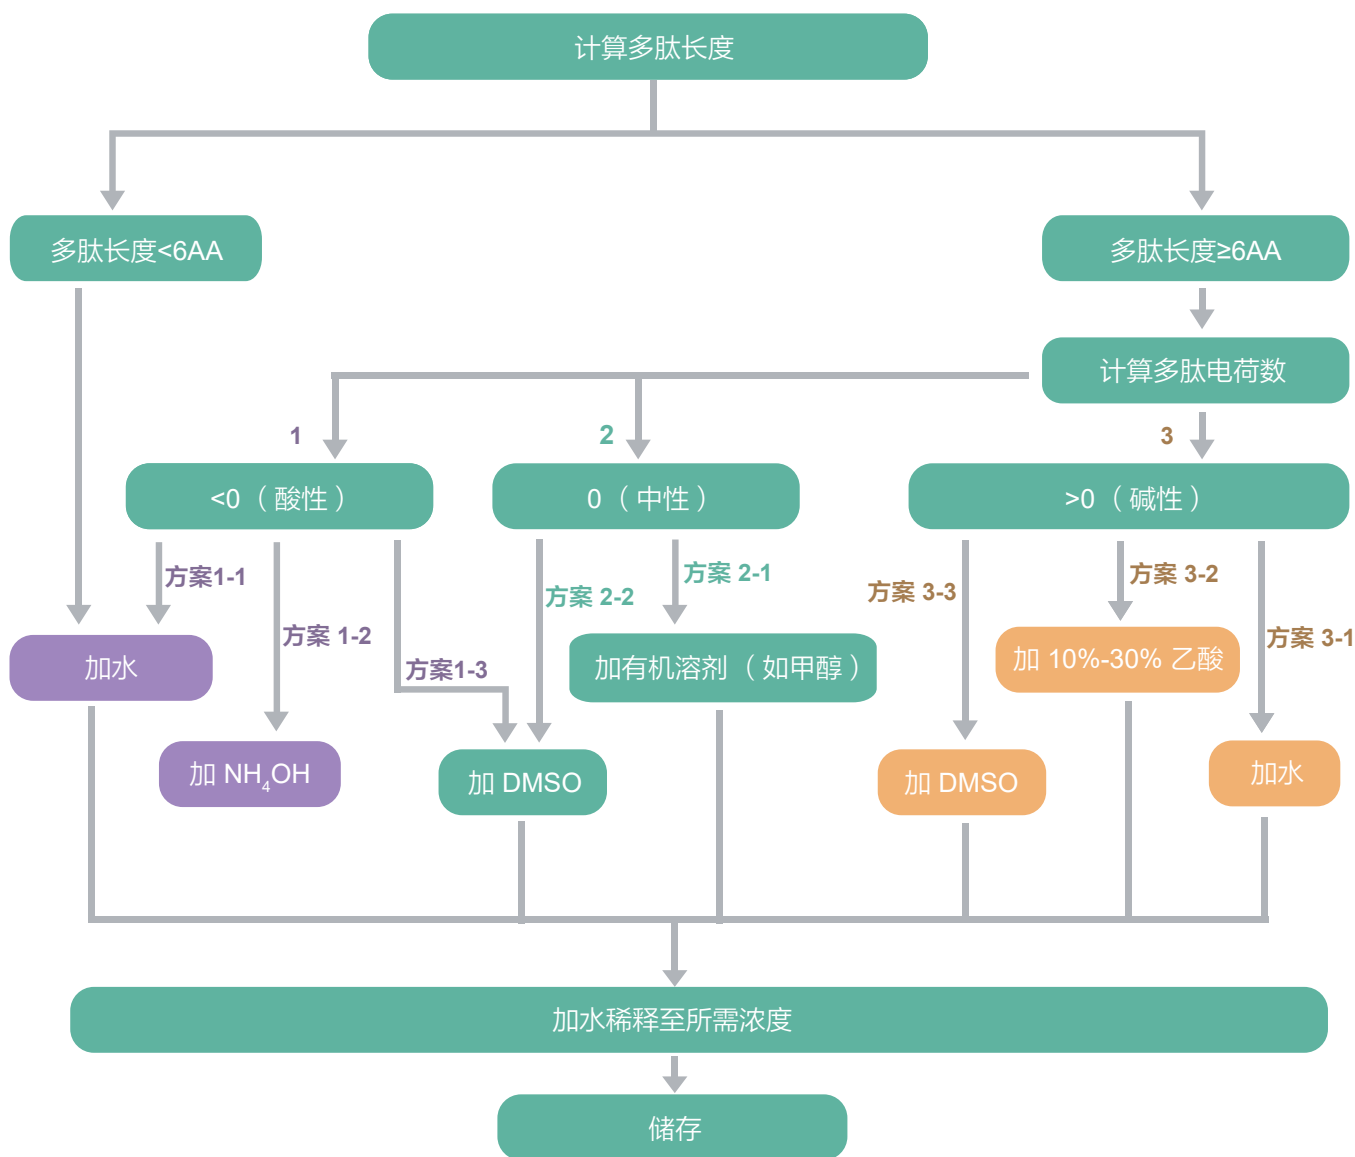 计算多肽长度
多肽长度<6AA
多肽长度≥6AA
计算多肽电荷数
1
2
3
<0（酸性）
0（中性）
>0（碱性）
方案1-1
方案 1-2
方案1-3
方案 2-2
方案 2-1
方案 3-3
方案 3-2
方案 3-1
加水
加有机溶剂（如甲醇）
加 10%-30% 乙酸
加 NH₄OH
加 DMSO
加 DMSO
加水
加水稀释至所需浓度
储存